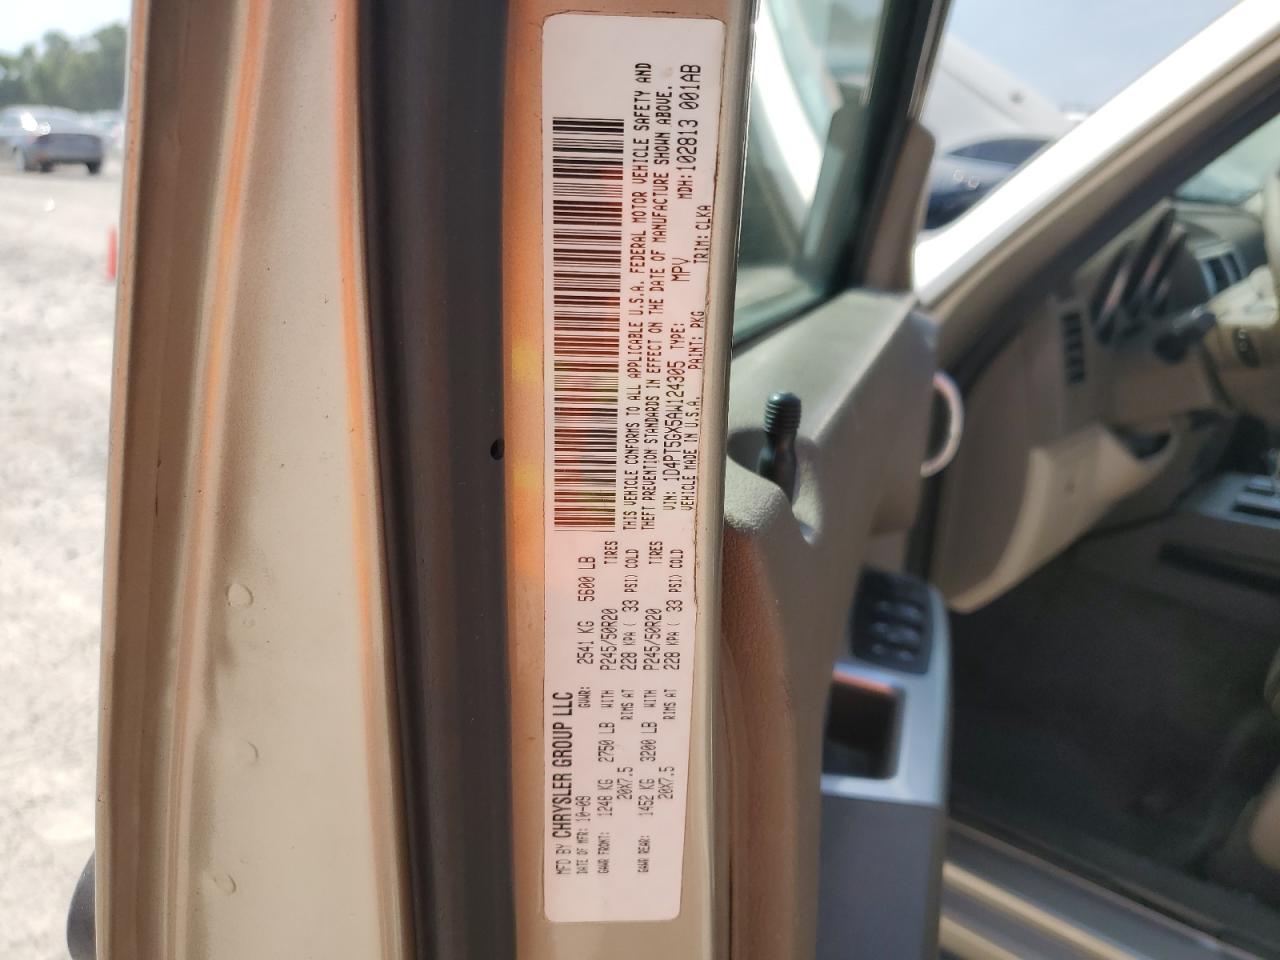 MFD BY CHRYSLER GROUP LLC
DATE OF MFR: 10-09 GVWR: 2541 KG 5600 LB
GAWR FRONT: 1248 KG 2750 LB WITH P245/50R20 TIRES
20X7.5 RIMS AT 228 KPA ( 33 PSI) COLD
GAWR REAR: 1452 KG 3200 LB WITH P245/50R20 TIRES
20X7.5 RIMS AT 228 KPA ( 33 PSI) COLD
THIS VEHICLE CONFORMS TO ALL APPLICABLE U.S.A. FEDERAL MOTOR VEHICLE SAFETY AND
THEFT PREVENTION STANDARDS IN EFFECT ON THE DATE OF MANUFACTURE SHOWN ABOVE.
VIN: 1D4PT5GX5AW124305 TYPE: MPV MDH:102813 001AB
VEHICLE MADE IN U.S.A. PAINT: PKG TRIM: CLKA